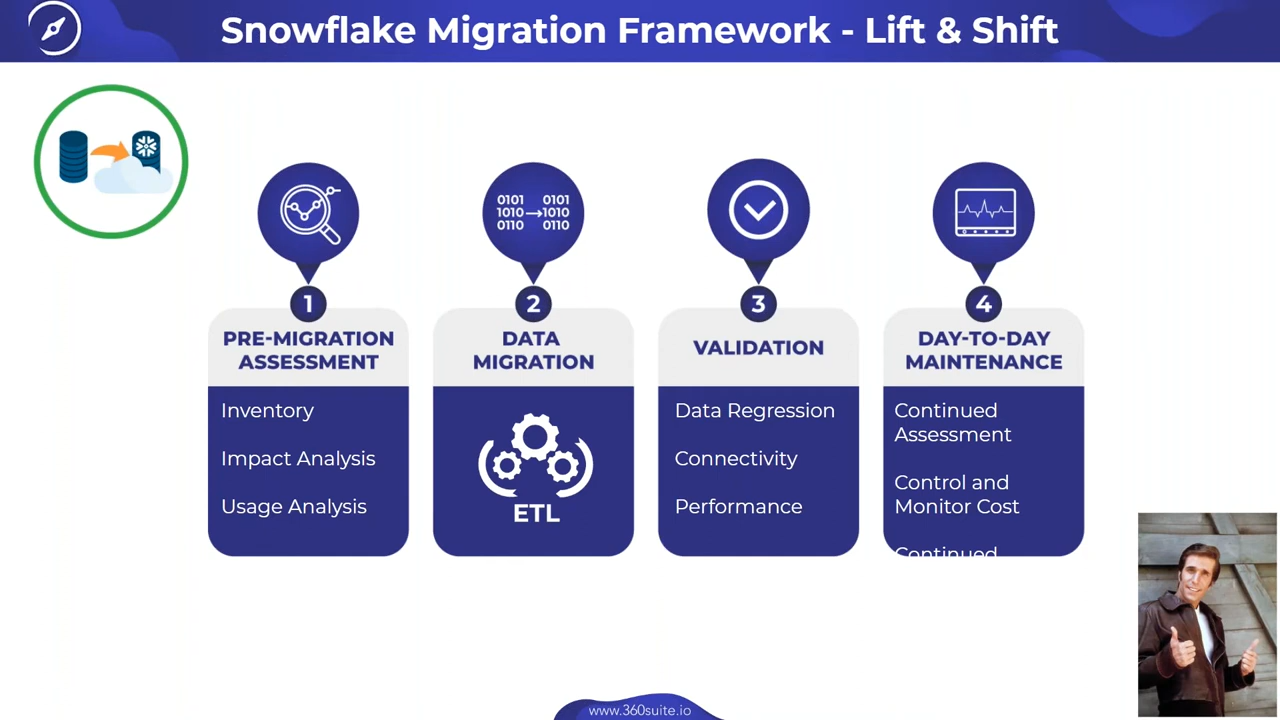 Snowflake Migration Framework - Lift & Shift
0101 0101
1010 1010
0110 0110
1
PRE-MIGRATION
ASSESSMENT
Inventory
Impact Analysis
Usage Analysis
2
DATA
MIGRATION
ETL
3
VALIDATION
Data Regression
Connectivity
Performance
4
DAY-TO-DAY
MAINTENANCE
Continued
Assessment
Control and
Monitor Cost
Continued
www.360suite.io